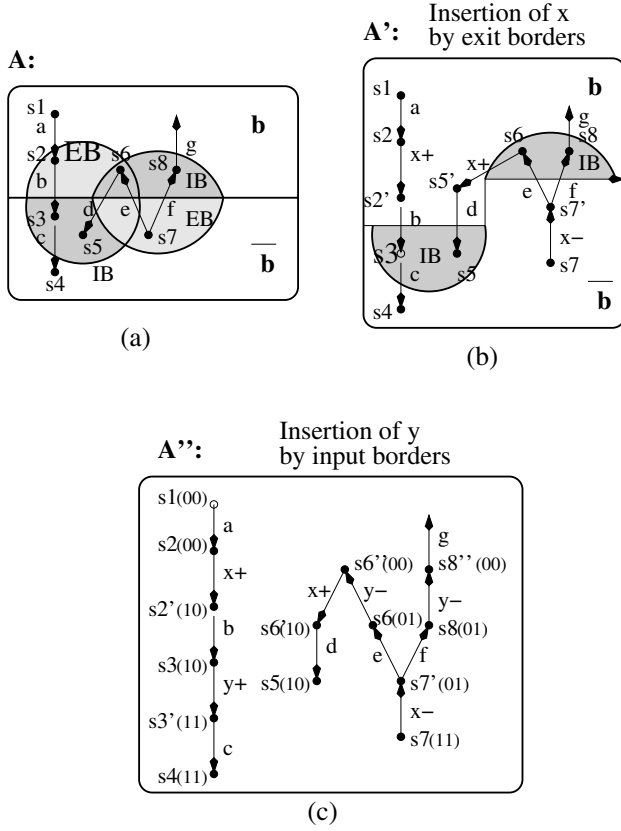 A:
s1
a
s2
EB
s6
b
b
s8
g
IB
s3
d
e
f
EB
c
s5
s7
IB
s4
b
(a)
A’: Insertion of x
by exit borders
b
s1
a
g
s2
s6
s8
x+
x+
IB
s5’
s2’
e
f
s7’
b
d
s3
IB
s5
x−
c
s7
s4
b
(b)
A’’: Insertion of y
by input borders
s1(00)
a
s2(00)
g
x+
s6’’(00)
s8’’(00)
x+
y−
y−
s2’(10)
s6’(10)
s6(01)
s8(01)
b
d
e
f
s3(10)
s5(10)
s7’(01)
y+
x−
s3’(11)
s7(11)
c
s4(11)
(c)